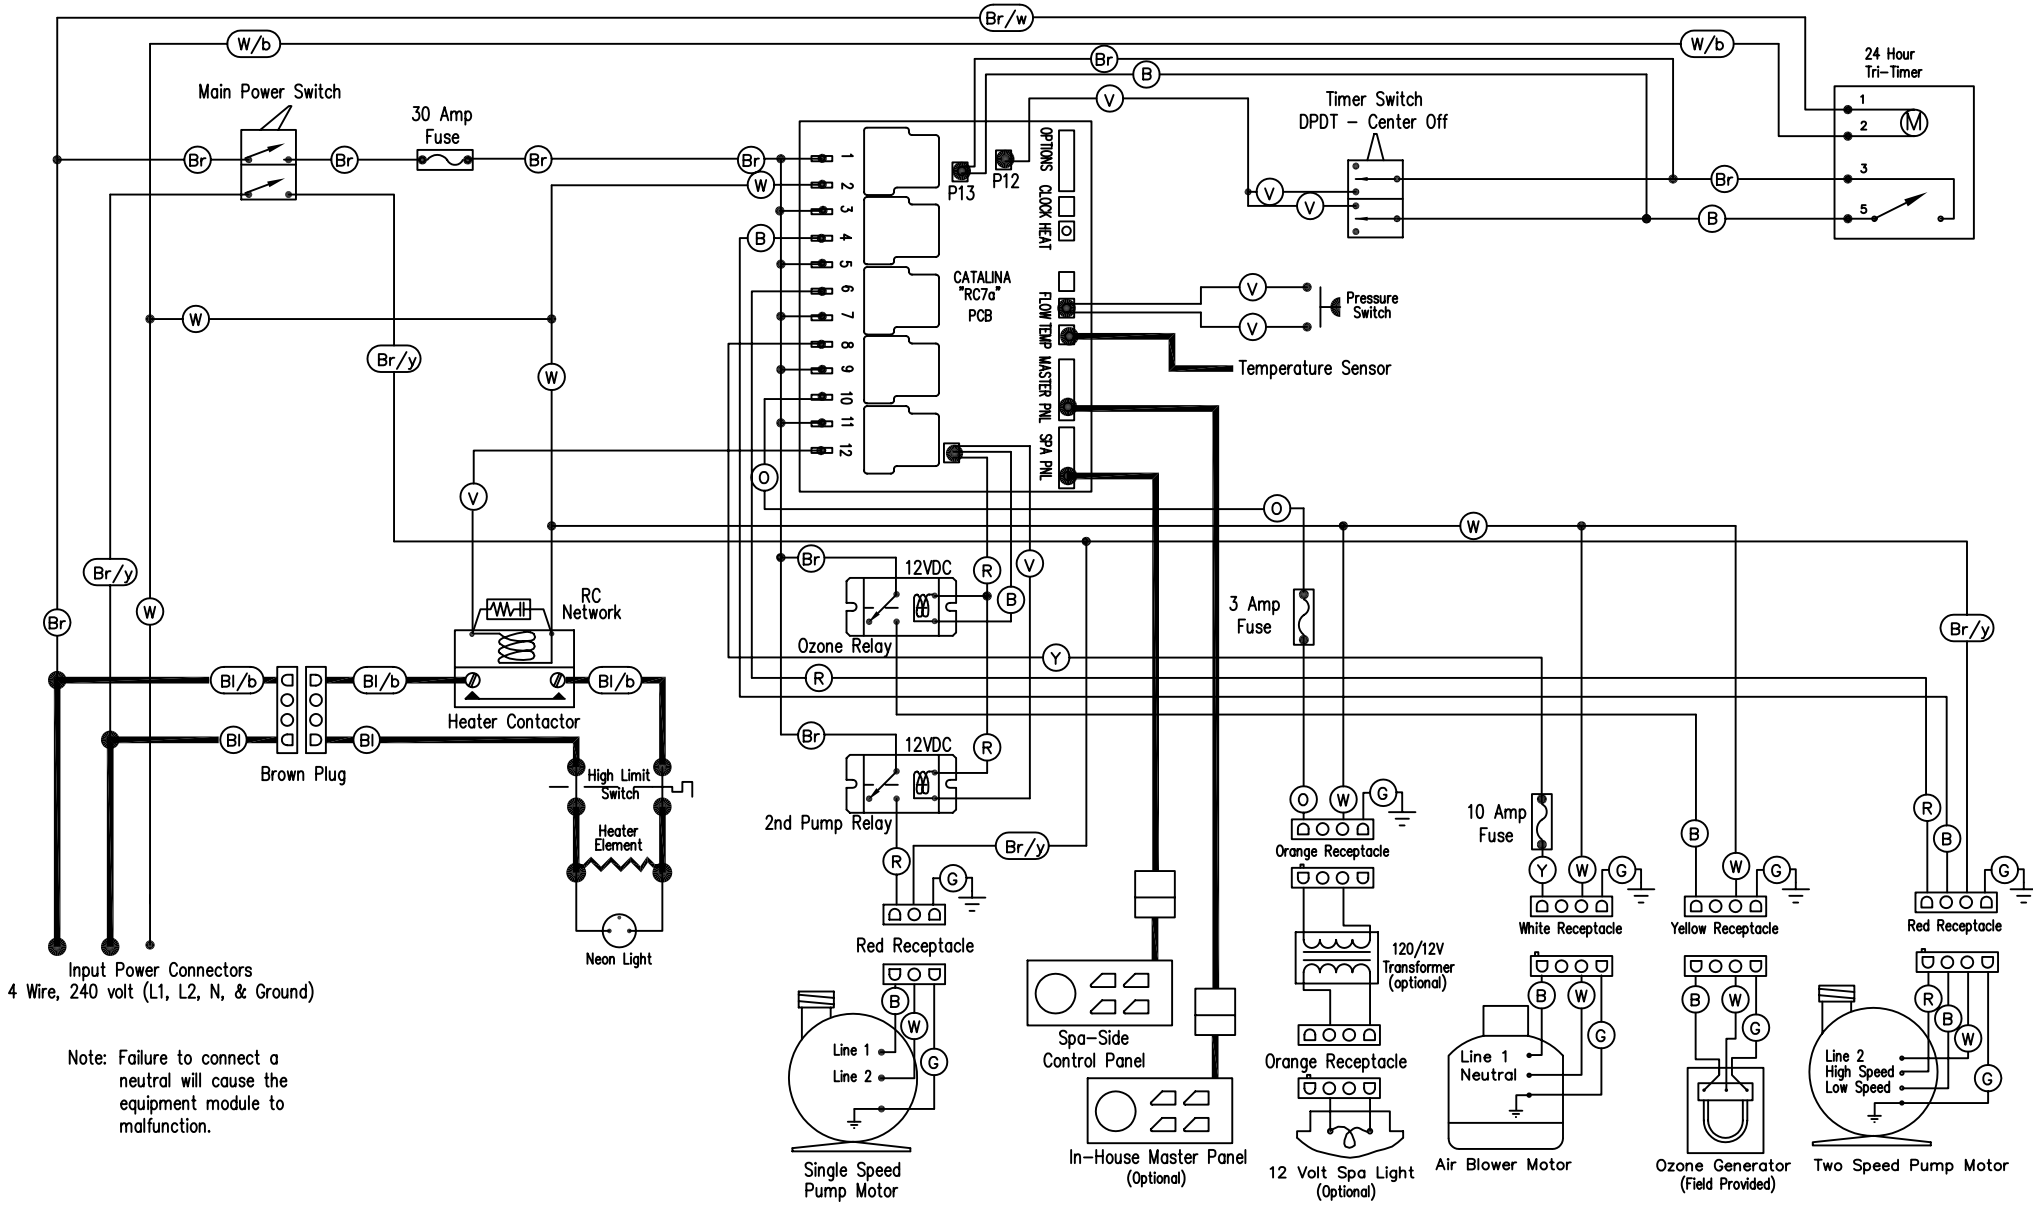 Br/w
W/b
W/b
Br
B
V
24 Hour
Tri-Timer
1
2
M
3
5
Main Power Switch
30 Amp
Fuse
Br
Br
Br
Br
W
B
1
2
3
4
5
6
7
8
9
10
11
12
P13
P12
OPTIONS
CLOCK
HEAT
FLOW
TEMP
MASTER PNL
SPA PNL
CATALINA
"RC7a"
PCB
Timer Switch
DPDT - Center Off
V
V
Br
B
V
V
Pressure
Switch
Temperature Sensor
W
Br/y
W
V
O
O
W
Br/y
Br
W
RC
Network
Br
12VDC
R
B
V
Ozone Relay
3 Amp
Fuse
Br/y
Y
R
Bl/b
Bl/b
Bl/b
Heater Contactor
Bl
Bl
Brown Plug
High Limit
Switch
Heater
Element
Neon Light
Br
12VDC
R
2nd Pump Relay
R
Br/y
G
Red Receptacle
O
W
G
Orange Receptacle
10 Amp
Fuse
Y
W
G
White Receptacle
B
W
G
Yellow Receptacle
R
B
G
Red Receptacle
Input Power Connectors
4 Wire, 240 volt (L1, L2, N, & Ground)
Note: Failure to connect a
neutral will cause the
equipment module to
malfunction.
B
W
G
Line 1
Line 2
Single Speed
Pump Motor
Spa-Side
Control Panel
In-House Master Panel
(Optional)
120/12V
Transformer
(optional)
Orange Receptacle
12 Volt Spa Light
(Optional)
B
W
G
Line 1
Neutral
Air Blower Motor
B
W
G
Ozone Generator
(Field Provided)
R
B
W
G
Line 2
High Speed
Low Speed
Two Speed Pump Motor